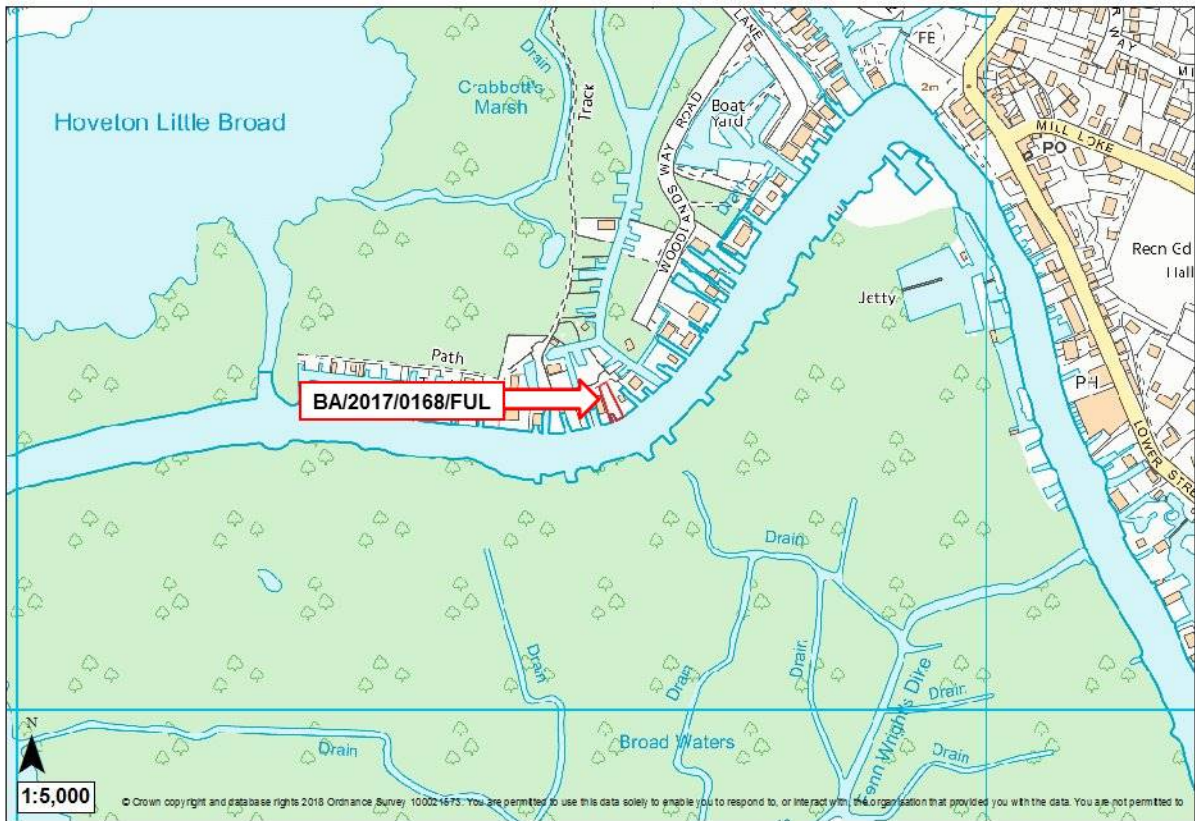 LANE
R WAY
FB
Drain
2m
Crabbett's
Marsh
Track
Boat
Yard
Hoveton Little Broad
MILL LOKE
PO
WOODLANDS WAY ROAD
Drain
Recn Gd
Hall
Jetty
Path
PH
BA/2017/0168/FUL
LOWER STRE
Drain
Drain
Drain
Drain
Fenn Wright's Dike
Drain
N
Drain
Broad Waters
Drain
1:5,000
© Crown copyright and database rights 2018 Ordnance Survey 100021573. You are permitted to use this data solely to enable you to respond to, or interact with, the organisation that provided you with the data. You are not permitted to